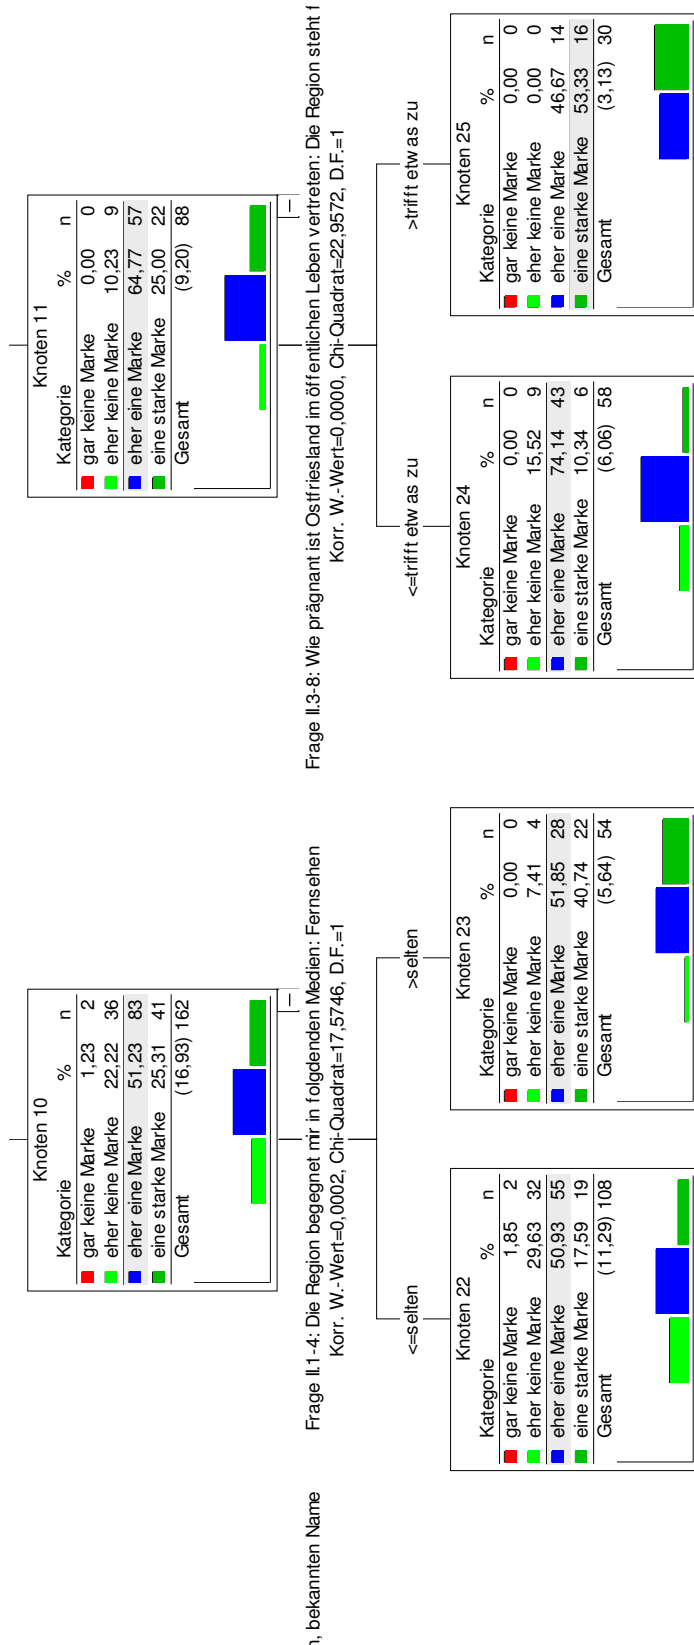 n, bekannten Name
Knoten 10
Kategorie % n
gar keine Marke 1,23 2
eher keine Marke 22,22 36
eher eine Marke 51,23 83
eine starke Marke 25,31 41
Gesamt (16,93) 162
Frage II.1-4: Die Region begegnet mir in folgdenden Medien: Fernsehen
Korr. W.-Wert=0,0002, Chi-Quadrat=17,5746, D.F.=1
<=selten
Knoten 22
Kategorie % n
gar keine Marke 1,85 2
eher keine Marke 29,63 32
eher eine Marke 50,93 55
eine starke Marke 17,59 19
Gesamt (11,29) 108
>selten
Knoten 23
Kategorie % n
gar keine Marke 0,00 0
eher keine Marke 7,41 4
eher eine Marke 51,85 28
eine starke Marke 40,74 22
Gesamt (5,64) 54
Knoten 11
Kategorie % n
gar keine Marke 0,00 0
eher keine Marke 10,23 9
eher eine Marke 64,77 57
eine starke Marke 25,00 22
Gesamt (9,20) 88
Frage II.3-8: Wie prägnant ist Ostfriesland im öffentlichen Leben vertreten: Die Region steht f
Korr. W.-Wert=0,0000, Chi-Quadrat=22,9572, D.F.=1
<=trifft etwas zu
Knoten 24
Kategorie % n
gar keine Marke 0,00 0
eher keine Marke 15,52 9
eher eine Marke 74,14 43
eine starke Marke 10,34 6
Gesamt (6,06) 58
>trifft etwas zu
Knoten 25
Kategorie % n
gar keine Marke 0,00 0
eher keine Marke 0,00 0
eher eine Marke 46,67 14
eine starke Marke 53,33 16
Gesamt (3,13) 30